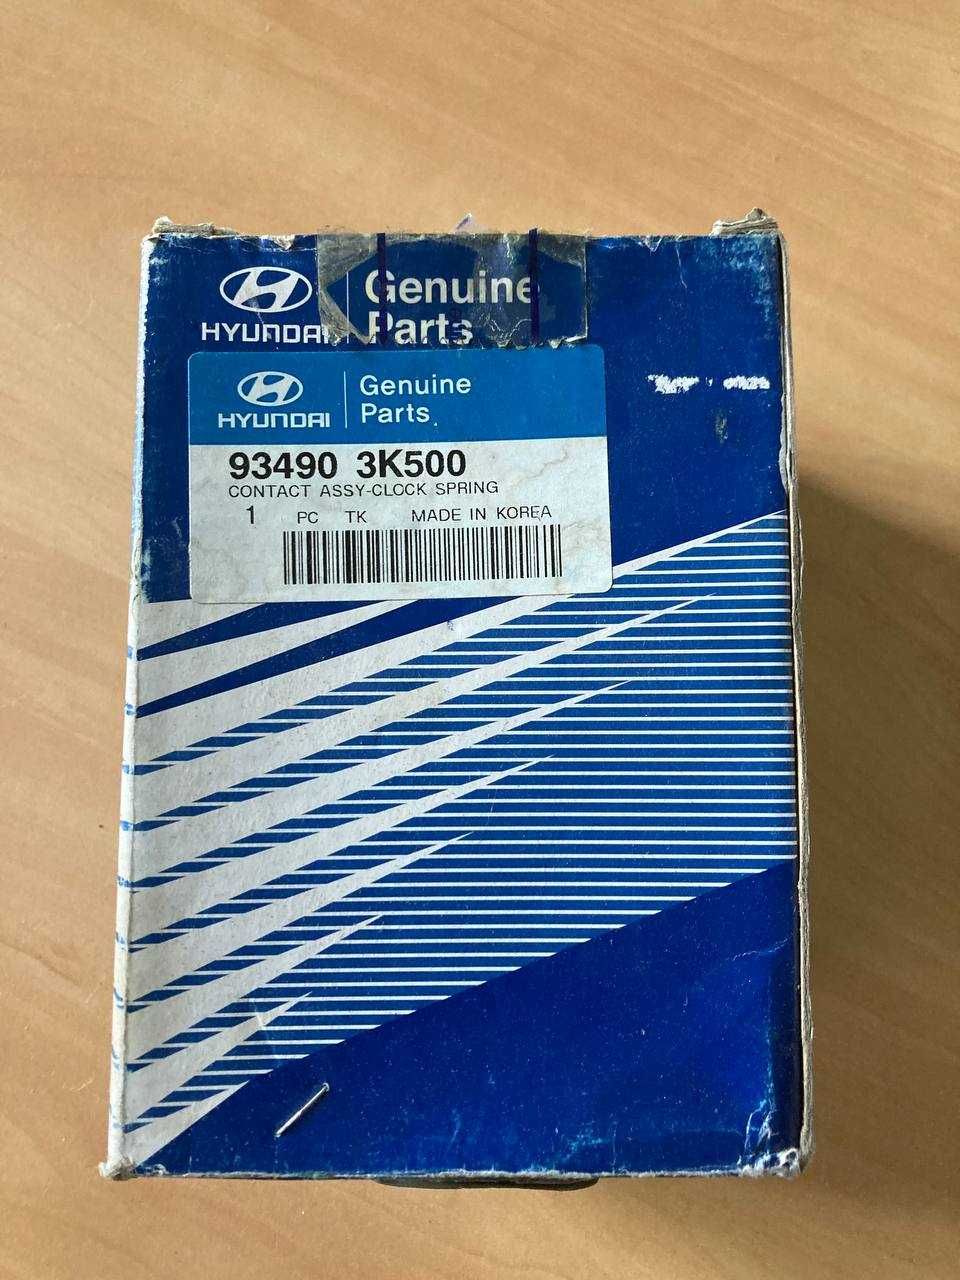 Genuine
HYUNDAI Parts
Genuine
HYUNDAI Parts
93490 3K500
CONTACT ASSY-CLOCK SPRING
1 PC TK MADE IN KOREA